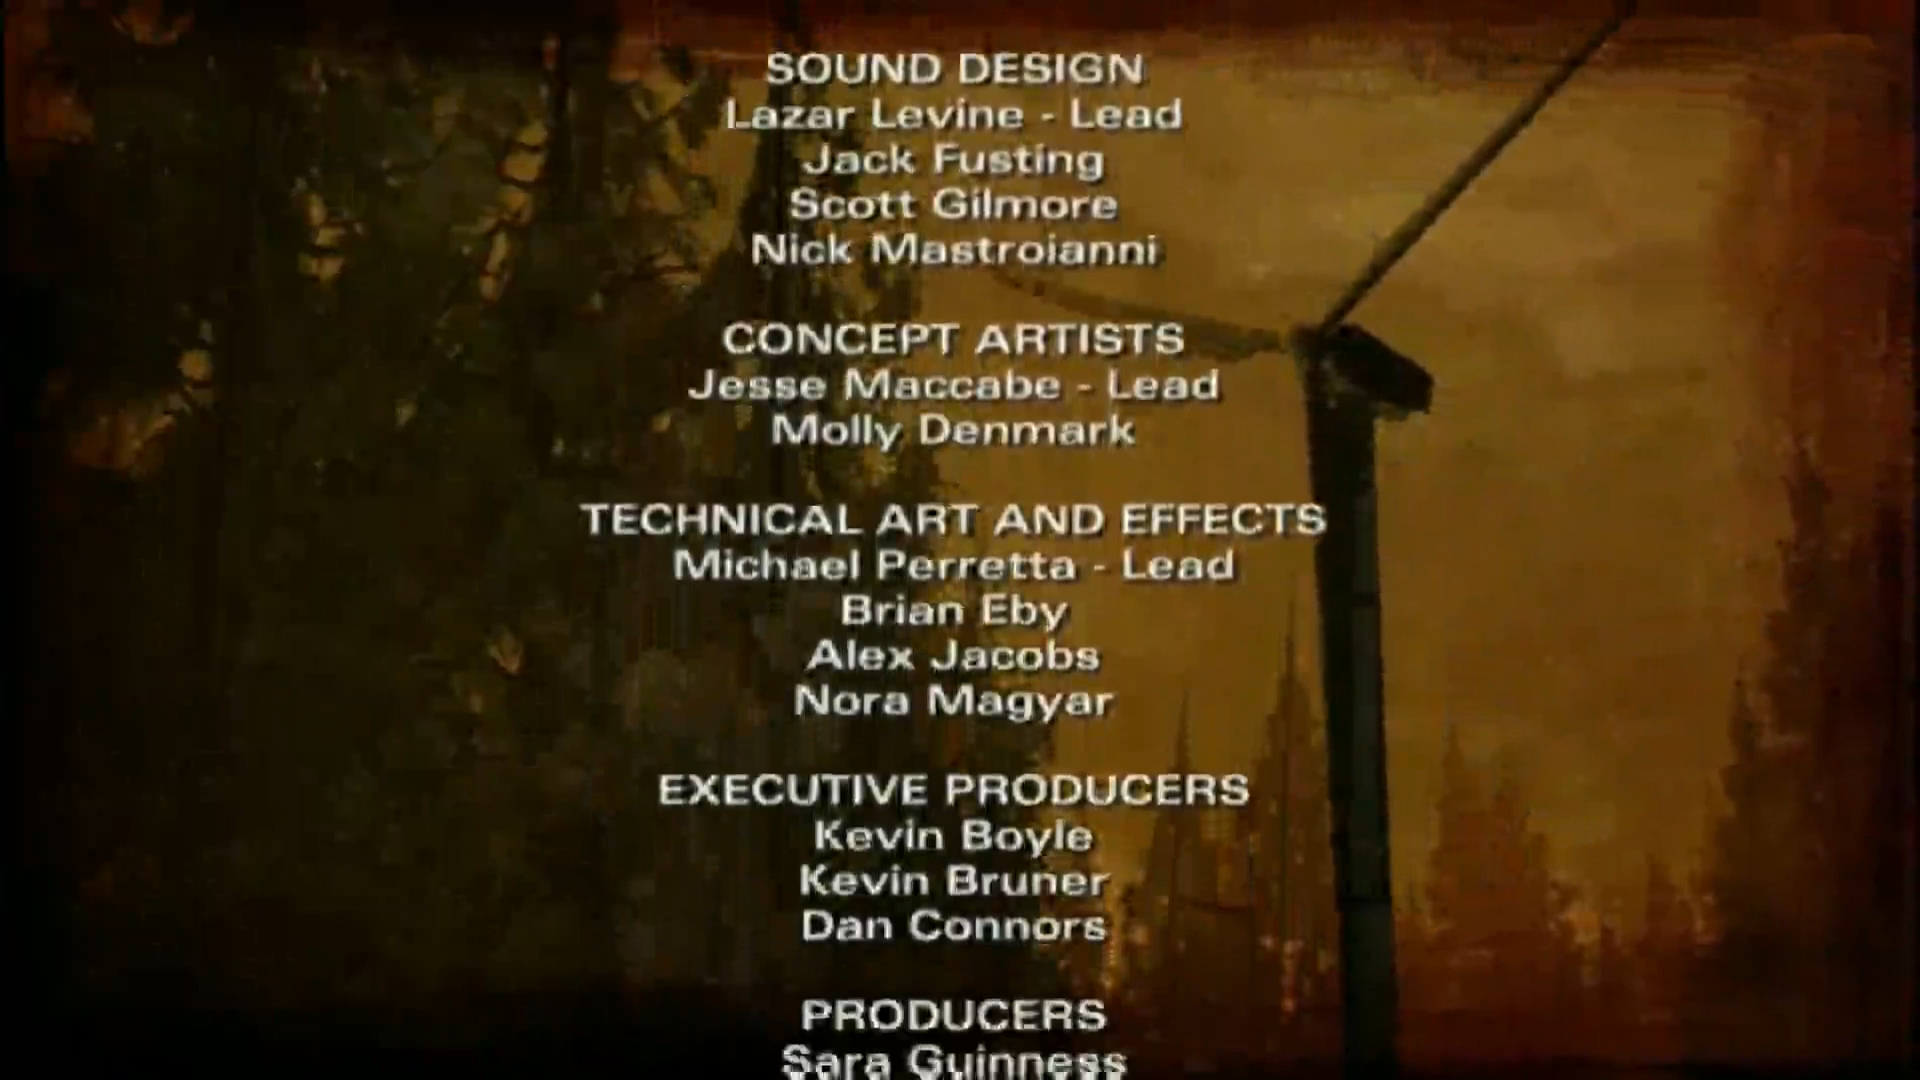 SOUND DESIGN
Lazar Levine - Lead
Jack Fusting
Scott Gilmore
Nick Mastroianni
CONCEPT ARTISTS
Jesse Maccabe - Lead
Molly Denmark
TECHNICAL ART AND EFFECTS
Michael Perretta - Lead
Brian Eby
Alex Jacobs
Nora Magyar
EXECUTIVE PRODUCERS
Kevin Boyle
Kevin Bruner
Dan Connors
PRODUCERS
Sara Guinness